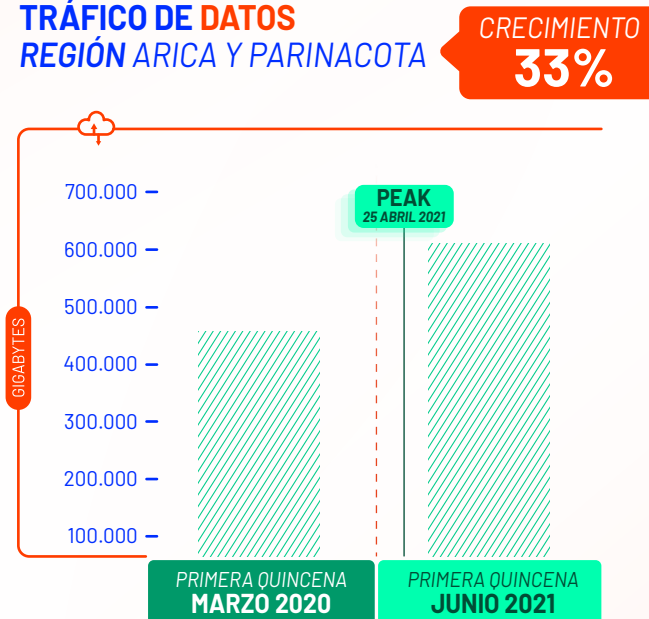 TRÁFICO DE DATOS
REGIÓN ARICA Y PARINACOTA
CRECIMIENTO
33%
700.000
600.000
500.000
400.000
300.000
200.000
100.000
GIGABYTES
PEAK
25 ABRIL 2021
PRIMERA QUINCENA
MARZO 2020
PRIMERA QUINCENA
JUNIO 2021